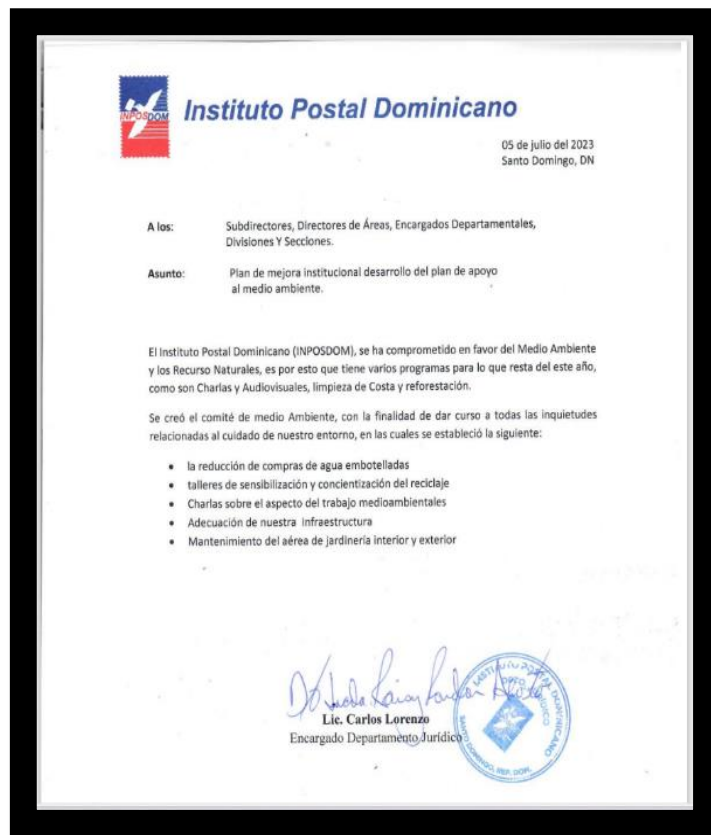 INPOSDOM
Instituto Postal Dominicano
05 de julio del 2023
Santo Domingo, DN
A los: Subdirectores, Directores de Áreas, Encargados Departamentales,
Divisiones Y Secciones.
Asunto: Plan de mejora institucional desarrollo del plan de apoyo
al medio ambiente.
El Instituto Postal Dominicano (INPOSDOM), se ha comprometido en favor del Medio Ambiente
y los Recurso Naturales, es por esto que tiene varios programas para lo que resta del este año,
como son Charlas y Audiovisuales, limpieza de Costa y reforestación.
Se creó el comité de medio Ambiente, con la finalidad de dar curso a todas las inquietudes
relacionadas al cuidado de nuestro entorno, en las cuales se estableció la siguiente:
• la reducción de compras de agua embotelladas
• talleres de sensibilización y concientización del reciclaje
• Charlas sobre el aspecto del trabajo medioambientales
• Adecuación de nuestra Infraestructura
• Mantenimiento del aérea de jardinería interior y exterior
Lic. Carlos Lorenzo
Encargado Departamento Jurídico
INSTITUTO POSTAL DOMINICANO
SANTO DOMINGO, REP. DOM.